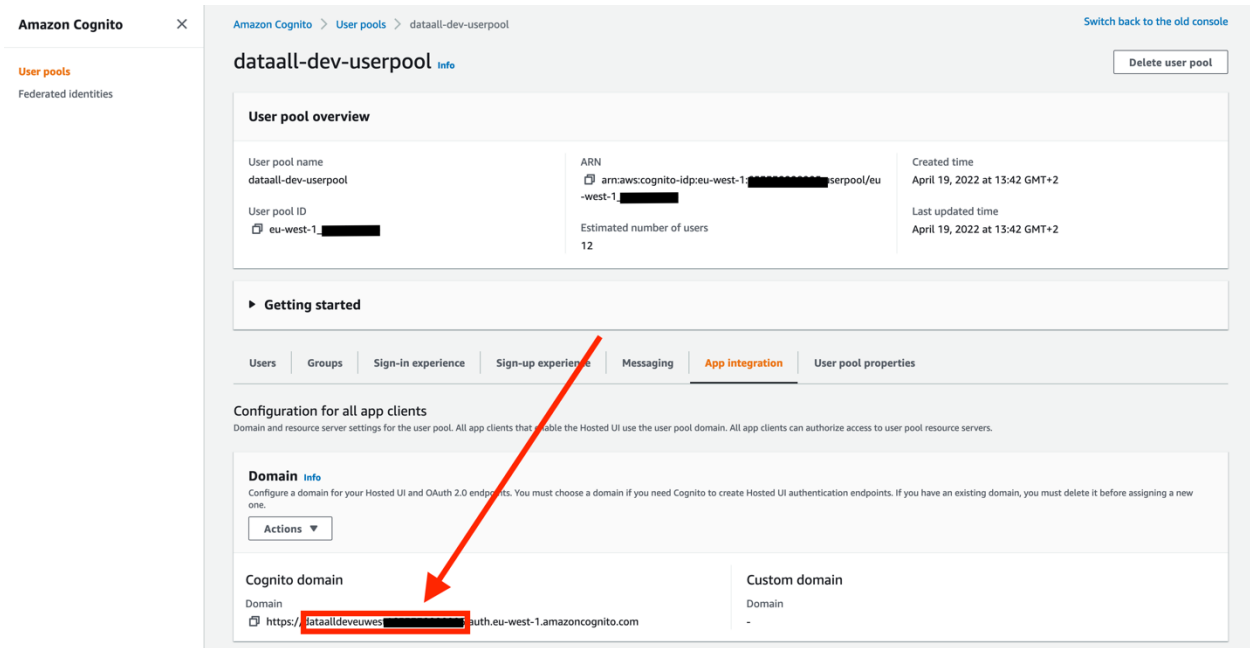 Amazon Cognito
User pools
Federated identities
Amazon Cognito > User pools > dataall-dev-userpool
Switch back to the old console
dataall-dev-userpool Info
Delete user pool
User pool overview
User pool name
dataall-dev-userpool
User pool ID
eu-west-1_
ARN
arn:aws:cognito-idp:eu-west-1: userpool/eu
-west-1_
Estimated number of users
12
Created time
April 19, 2022 at 13:42 GMT+2
Last updated time
April 19, 2022 at 13:42 GMT+2
Getting started
Users Groups Sign-in experience Sign-up experience Messaging App integration User pool properties
Configuration for all app clients
Domain and resource server settings for the user pool. All app clients that enable the Hosted UI use the user pool domain. All app clients can authorize access to user pool resource servers.
Domain Info
Configure a domain for your Hosted UI and OAuth 2.0 endpoints. You must choose a domain if you need Cognito to create Hosted UI authentication endpoints. If you have an existing domain, you must delete it before assigning a new
one.
Actions
Cognito domain
Domain
https://dataalldeveuwest auth.eu-west-1.amazoncognito.com
Custom domain
Domain
-